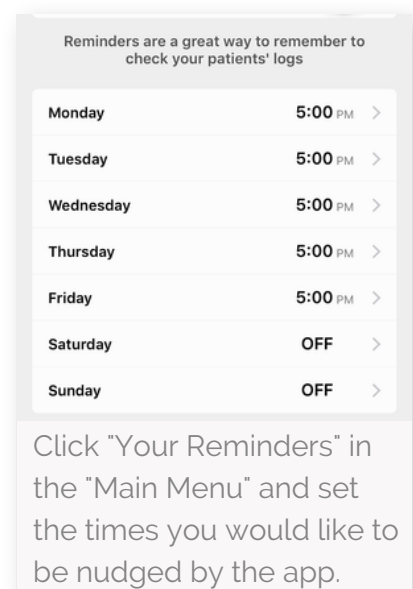 Reminders are a great way to remember to
check your patients' logs
Monday 5:00 PM
Tuesday 5:00 PM
Wednesday 5:00 PM
Thursday 5:00 PM
Friday 5:00 PM
Saturday OFF
Sunday OFF
Click "Your Reminders" in
the "Main Menu" and set
the times you would like to
be nudged by the app.